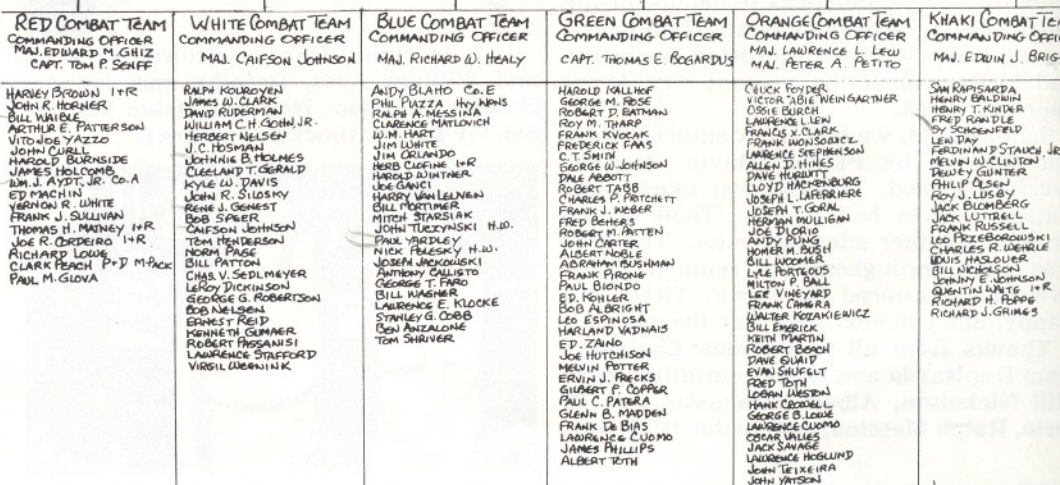 RED COMBAT TEAM
COMMANDING OFFICER
MAJ. EDWARD M. GHIZ
CAPT. TOM P. SENFF
HARVEY BROWN I+R
JOHN R. HORNER
BILL WAIBLE
ARTHUR E. PATTERSON
VITO JOE YAZZO
JOHN CURLL
HAROLD BURNSIDE
JAMES HOLCOMB
WM. J. AYDT, JR. CO. A
ED MACHLIN
VERNON R. WHITE
FRANK J. SULLIVAN
THOMAS H. MATNEY I+R
JOE R. CORDEIRO I+R
RICHARD LOWE
CLARK PEACH P+D M-PACK
PAUL M. GLOVA
WHITE COMBAT TEAM
COMMANDING OFFICER
MAJ. CAIFSON JOHNSON
RALPH KOUROYEN
JAMES W. CLARK
DAVID RUDERMAN
WILLIAM C.H. GOHN, JR.
HERBERT NELSEN
J.C. HOSMAN
JOHNNIE B. HOLMES
CLEELAND T. GERALD
KYLE W. DAVIS
JOHN R. SILOSKY
RENE J. GENEST
BOB SPEER
CAIFSON JOHNSON
TOM HENDERSON
NORM PAGE
BILL PATTON
CHAS. V. SEDLMEYER
LEROY DICKINSON
GEORGE G. ROBERTSON
BOB NELSEN
ERNEST REID
KENNETH SUMAER
ROBERT PASSANISI
LAWRENCE STAFFORD
VIRGIL WEENINK
BLUE COMBAT TEAM
COMMANDING OFFICER
MAJ. RICHARD W. HEALY
ANDY BLAHO CO. E
PHIL PIAZZA HVY WPNS
RALPH A. MESSINA
CLARENCE MATLOVICH
W.M. HART
JIM WHITE
JIM ORLANDO
HERB CLOFINE I+R
HAROLD WINTNER
JOE GANCI
HARRY VAN LEUVEN
BILL PORTIMER
MITCH STARSIAK
JOHN TUCZYNSKI H.W.
PAUL YARDLEY
NICK PELESKY H.W.
JOSEPH JACKOWSKI
ANTHONY CALLISTO
GEORGE T. FARO
BILL WAGNER
LAURENCE E. KLOCKE
STANLEY G. COBB
BEN ANZALONE
TOM SHRIVER
GREEN COMBAT TEAM
COMMANDING OFFICER
CAPT. THOMAS E. BOGARDUS
HAROLD KALLHOF
GEORGE M. ROSE
ROBERT D. EATMAN
ROY M. THARP
FRANK KVOCAK
FREDERICK FAAS
C.T. SMITH
GEORGE W. JOHNSON
DALE ABBOTT
ROBERT TABB
CHARLES P. PRITCHETT
FRANK J. WEBER
FRED BEHERS
ROBERT M. PATTEN
JOHN CARTER
ALBERT NOBLE
ABRAHAM BUSHMAN
FRANK PIRONG
PAUL BIONDO
ED. KOHLER
BOB ALBRIGHT
LEO ESPINOSA
HARLAND VADNAIS
ED. ZAINO
JOE HUTCHISON
MELVIN POTTER
ERVIN J. FRECKS
GILBERT F. COPPER
PAUL C. PATERA
GLENN B. MADDEN
FRANK DE BIAS
LAWRENCE CUOMO
JAMES PHILLIPS
ALBERT TOTH
ORANGE COMBAT TEAM
COMMANDING OFFICER
MAJ. LAWRENCE L. LEW
MAJ. PETER A. PETITO
CHUCK FOYDER
VICTOR "ABIE" WEINGARTNER
OSSIE BURCH
LAWRENCE L. LEW
FRANCIS X. CLARK
FRANK WONSOWICZ
LAWRENCE STEPHENSON
ALLEN D. HINES
DAVE HURWITT
LLOYD HACKENBURG
JOSEPH L. LAFERRIERE
JOSEPH T. GORAL
HERMAN MULLIGAN
JOE DIORIO
ANDY PUNG
HOMER M. BUSH
BILL WOOMER
LYLE PORTEOUS
MILTON P. BALL
LEE VINEYARD
FRANK CAMERA
WALTER KOZAKIEWICZ
BILL EMERICK
KEITH MARTIN
ROBERT BEACH
DAVE QUAID
EVAN SHUFELT
FRED TOTH
LOGAN WESTON
HANK CROWELL
GEORGE B. LOWE
LAWRENCE CUOMO
OSCAR VALLES
JACK SAVAGE
LAWRENCE HOGLUND
JOHN TEIXEIRA
JOHN YATSON
KHAKI COMBAT TEA
COMMANDING OFFIC
MAJ. EDWIN J. BRIG
SAM RAPISARDA
HENRY BALDWIN
HENRY T. KINDER
FRED RANDLE
SY SCHOENFELD
LEW DAY
FERDINAND STAUCH, JR.
MELVIN W. CLINTON
DEWEY GUNTER
PHILIP OLSEN
ROY J. LUSBY
JACK BLOMBERG
JACK LUTTRELL
FRANK RUSSELL
LEO PRZEBOROWSKI
CHARLES R. WEHRLE
LOUIS HASLOUER
BILL NICHOLSON
JOHNNY E. JOHNSON
QUENTIN WAITE I+R
RICHARD H. POPPE
RICHARD J. GRIMES